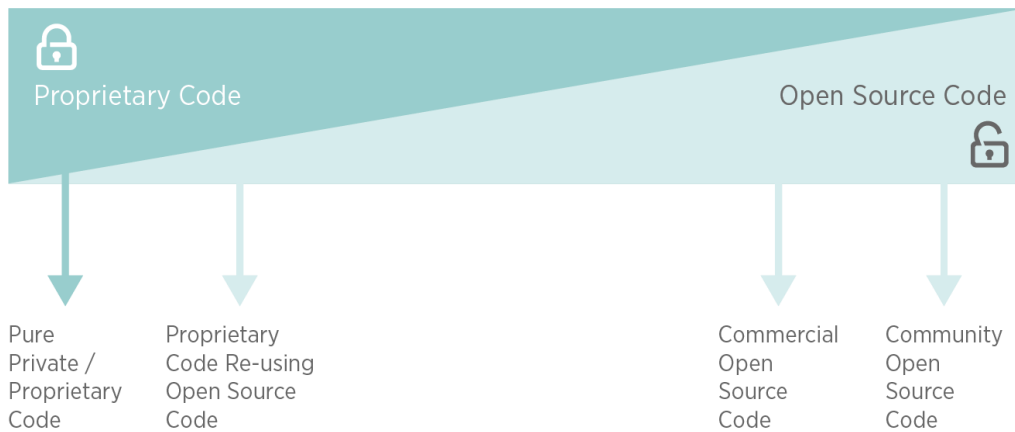 Proprietary Code
Open Source Code
Pure
Private /
Proprietary
Code
Proprietary
Code Re-using
Open Source
Code
Commercial
Open
Source
Code
Community
Open
Source
Code